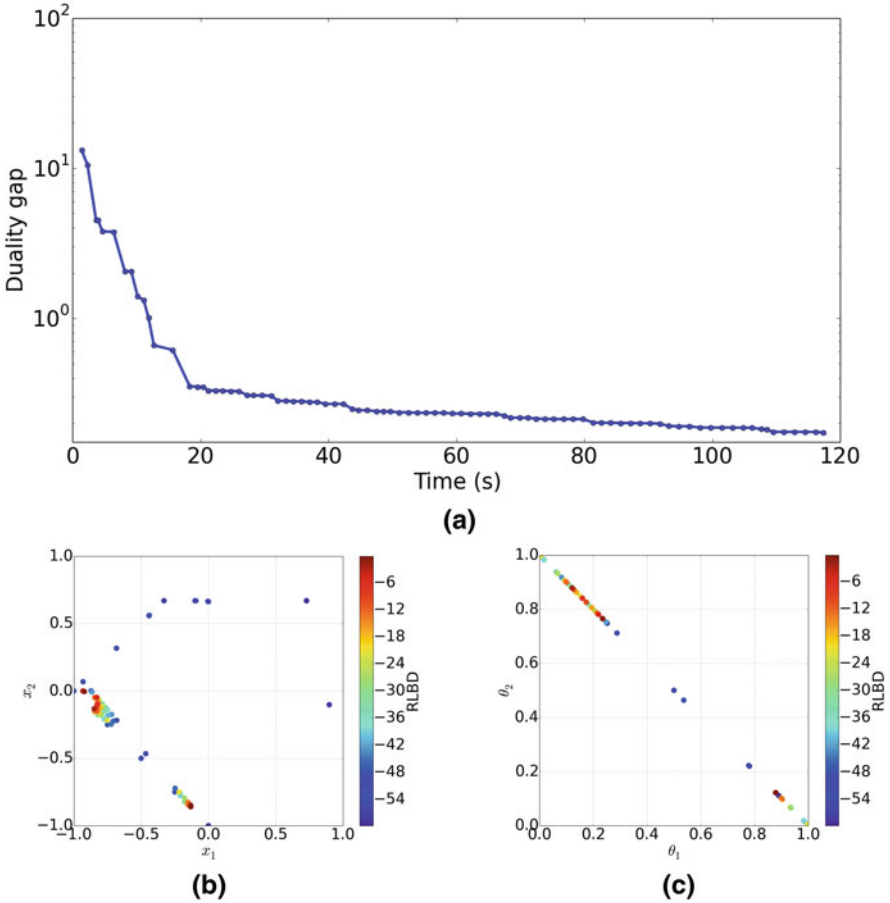 10²
10¹
10⁰
Duality gap
0 20 40 60 80 100 120
Time (s)
(a)
1.0
0.5
0.0
−0.5
−1.0
x₂
−1.0 −0.5 0.0 0.5 1.0
x₁
−6
−12
−18
−24
−30
−36
−42
−48
−54
RLBD
(b)
1.0
0.8
0.6
0.4
0.2
0.0
θ₂
0.0 0.2 0.4 0.6 0.8 1.0
θ₁
−6
−12
−18
−24
−30
−36
−42
−48
−54
RLBD
(c)